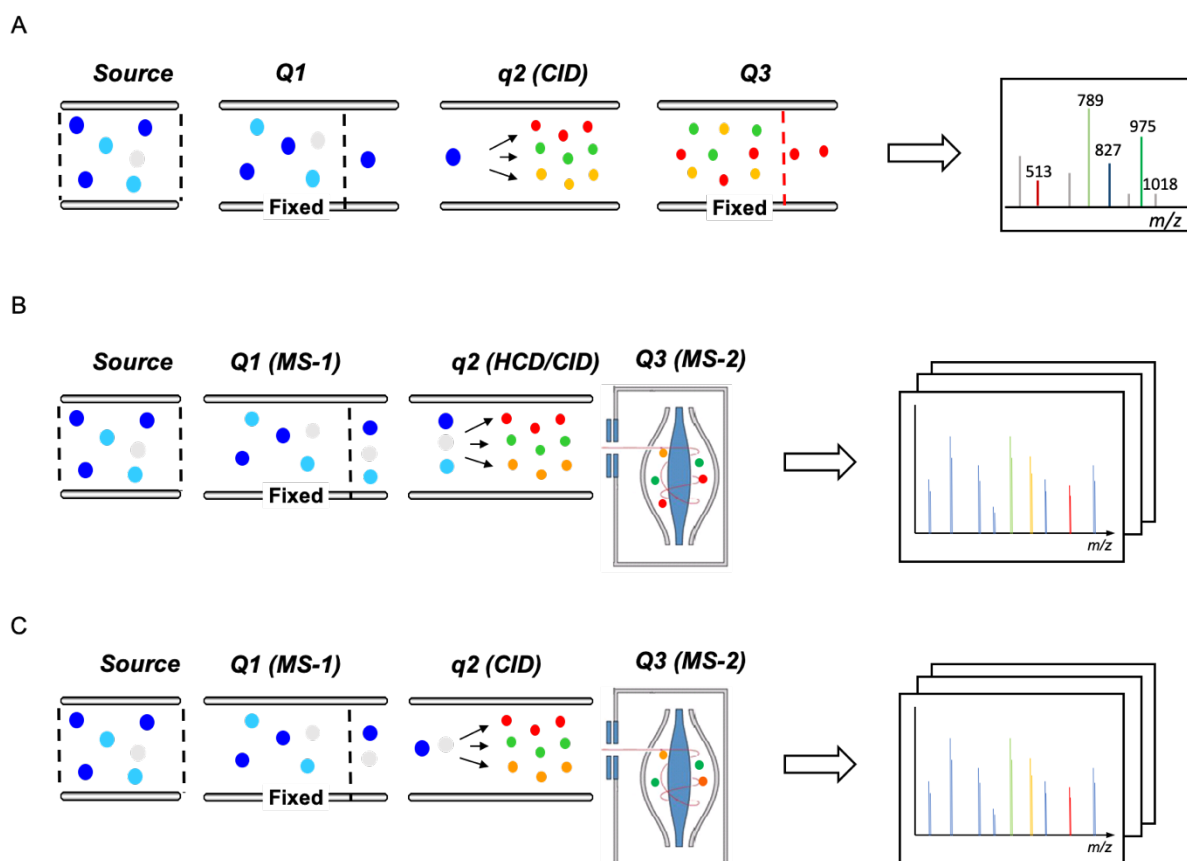 A
Source Q1 q2 (CID) Q3
Fixed Fixed
789
975
827
513
1018
m/z
B
Source Q1 (MS-1) q2 (HCD/CID) Q3 (MS-2)
Fixed
m/z
C
Source Q1 (MS-1) q2 (CID) Q3 (MS-2)
Fixed
m/z